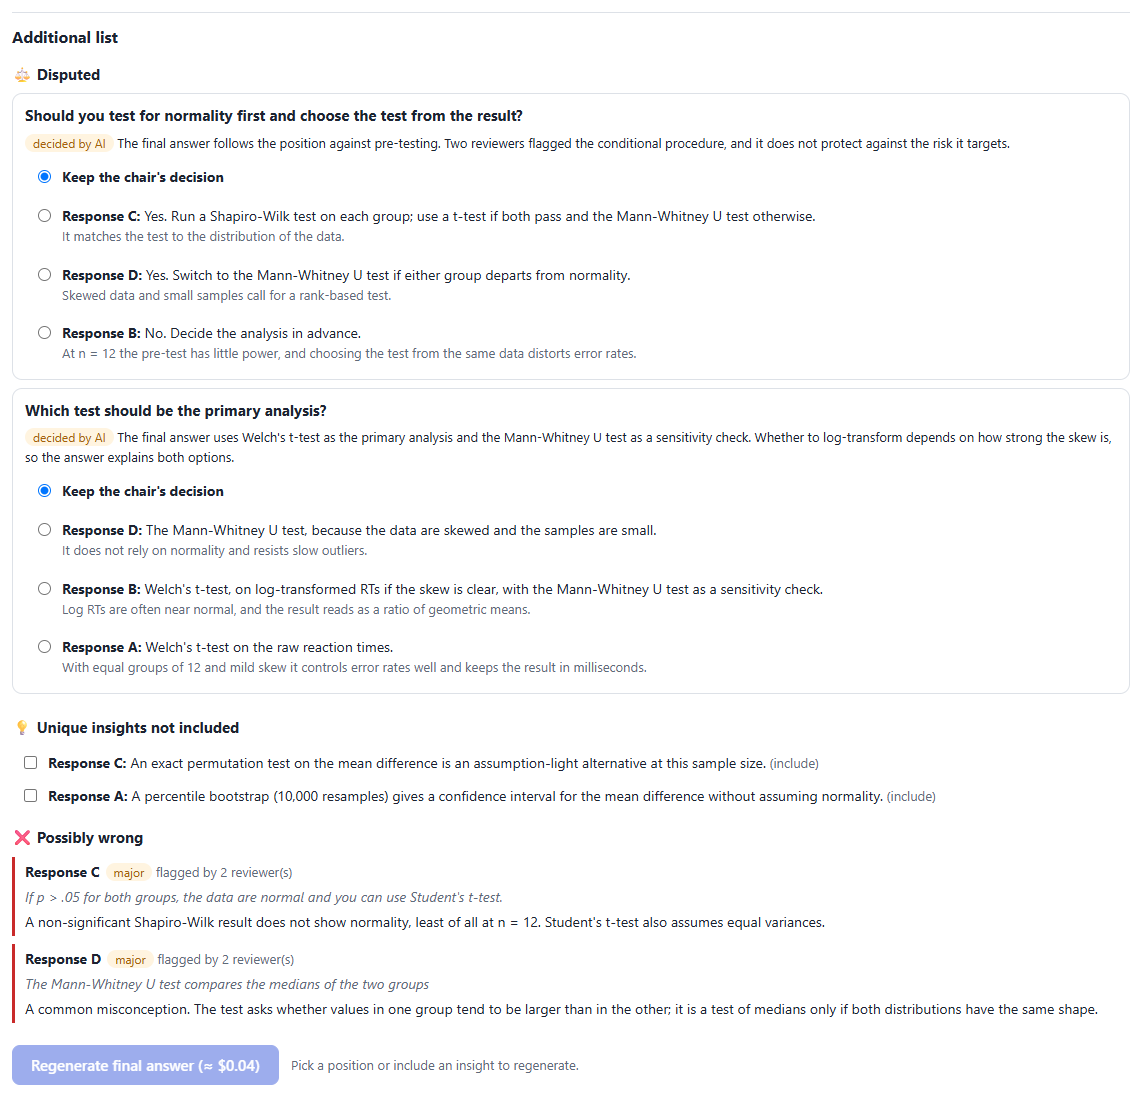 Additional list
Disputed
Should you test for normality first and choose the test from the result?
decided by AI The final answer follows the position against pre-testing. Two reviewers flagged the conditional procedure, and it does not protect against the risk it targets.
Keep the chair's decision
Response C: Yes. Run a Shapiro-Wilk test on each group; use a t-test if both pass and the Mann-Whitney U test otherwise.
It matches the test to the distribution of the data.
Response D: Yes. Switch to the Mann-Whitney U test if either group departs from normality.
Skewed data and small samples call for a rank-based test.
Response B: No. Decide the analysis in advance.
At n = 12 the pre-test has little power, and choosing the test from the same data distorts error rates.
Which test should be the primary analysis?
decided by AI The final answer uses Welch's t-test as the primary analysis and the Mann-Whitney U test as a sensitivity check. Whether to log-transform depends on how strong the skew is,
so the answer explains both options.
Keep the chair's decision
Response D: The Mann-Whitney U test, because the data are skewed and the samples are small.
It does not rely on normality and resists slow outliers.
Response B: Welch's t-test, on log-transformed RTs if the skew is clear, with the Mann-Whitney U test as a sensitivity check.
Log RTs are often near normal, and the result reads as a ratio of geometric means.
Response A: Welch's t-test on the raw reaction times.
With equal groups of 12 and mild skew it controls error rates well and keeps the result in milliseconds.
Unique insights not included
Response C: An exact permutation test on the mean difference is an assumption-light alternative at this sample size. (include)
Response A: A percentile bootstrap (10,000 resamples) gives a confidence interval for the mean difference without assuming normality. (include)
Possibly wrong
Response C major flagged by 2 reviewer(s)
If p > .05 for both groups, the data are normal and you can use Student's t-test.
A non-significant Shapiro-Wilk result does not show normality, least of all at n = 12. Student's t-test also assumes equal variances.
Response D major flagged by 2 reviewer(s)
The Mann-Whitney U test compares the medians of the two groups
A common misconception. The test asks whether values in one group tend to be larger than in the other; it is a test of medians only if both distributions have the same shape.
Regenerate final answer (≈ $0.04) Pick a position or include an insight to regenerate.